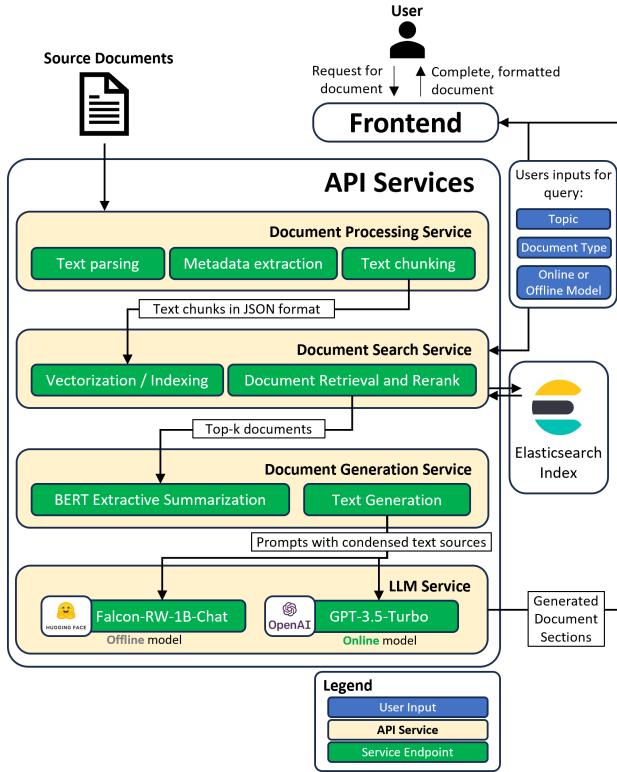 User
Source Documents
Request for
document
Complete, formatted
document
Frontend
API Services
Users inputs for
query:
Topic
Document Type
Online or
Offline Model
Document Processing Service
Text parsing
Metadata extraction
Text chunking
Text chunks in JSON format
Document Search Service
Vectorization / Indexing
Document Retrieval and Rerank
Elasticsearch
Index
Top-k documents
Document Generation Service
BERT Extractive Summarization
Text Generation
Prompts with condensed text sources
LLM Service
HUGGING FACE
Falcon-RW-1B-Chat
Offline model
OpenAI
GPT-3.5-Turbo
Online model
Generated
Document
Sections
Legend
User Input
API Service
Service Endpoint